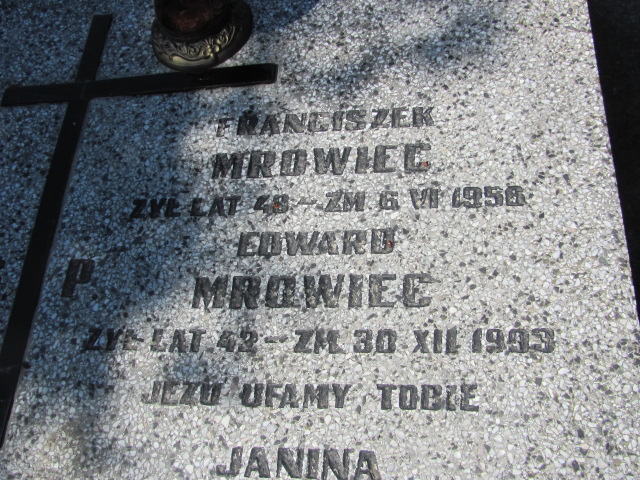 FRANCISZEK
MROWIEC
ŻYŁ LAT 48 - ZM 6 VI 1956
EDWARD
MROWIEC
P
ŻYŁ LAT 42 - ZM. 30 XII 1993
JEZU UFAMY TOBIE
JANINA